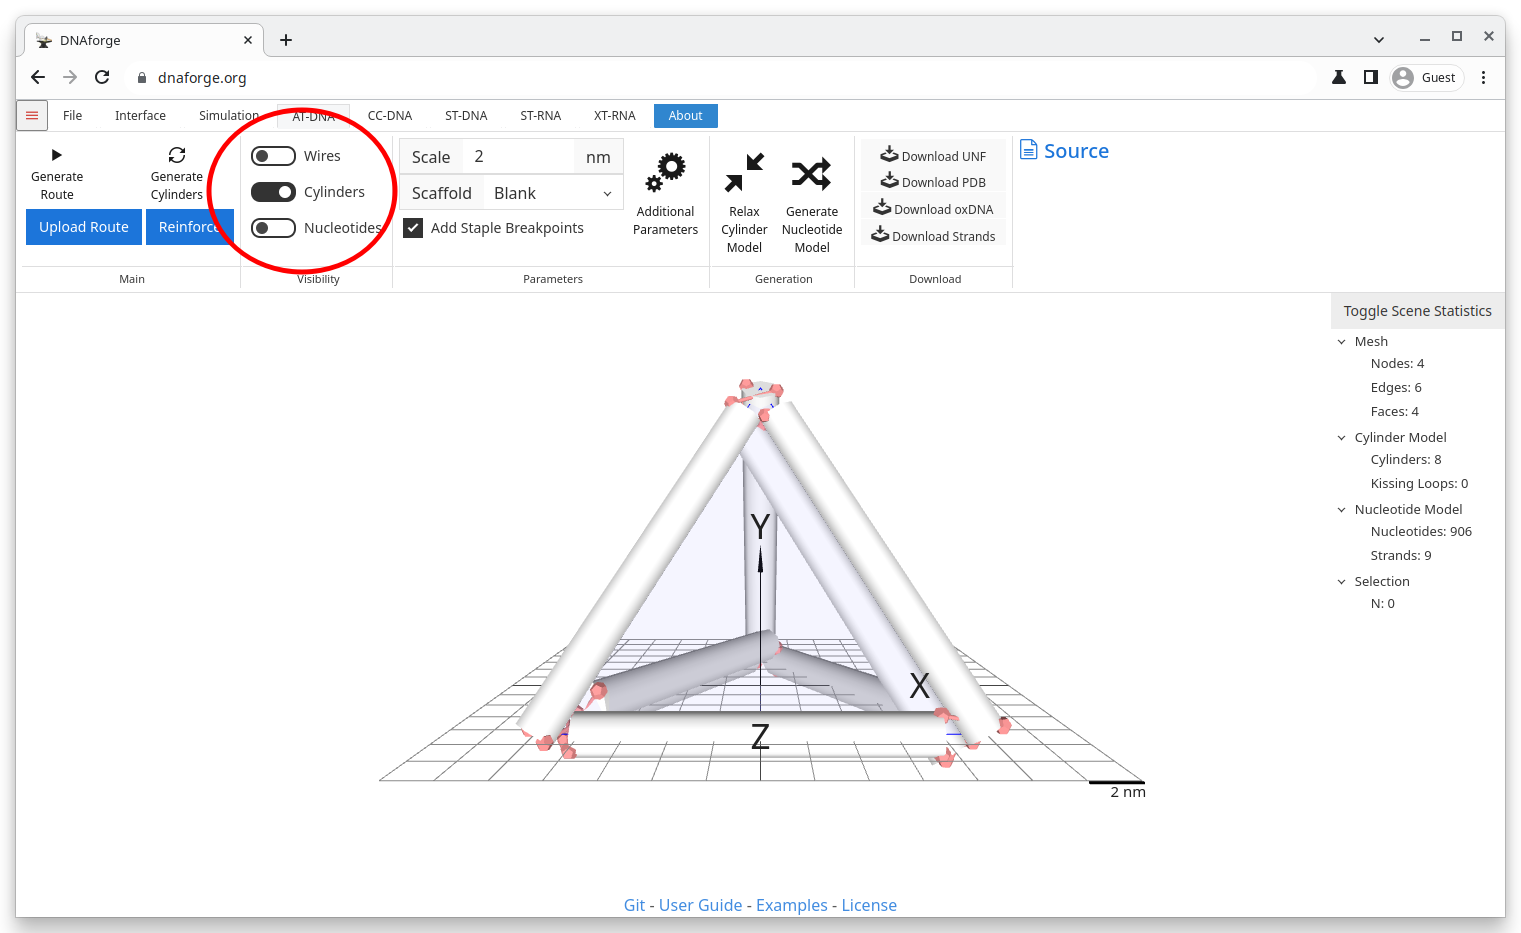 DNAforge
dnaforge.org
Guest
File Interface Simulation AT-DNA CC-DNA ST-DNA ST-RNA XT-RNA About
Generate Route
Generate Cylinders
Upload Route
Reinforce
Main
Wires
Cylinders
Nucleotides
Visibility
Scale 2 nm
Scaffold Blank
Add Staple Breakpoints
Additional Parameters
Parameters
Relax Cylinder Model
Generate Nucleotide Model
Generation
Download UNF
Download PDB
Download oxDNA
Download Strands
Download
Source
Toggle Scene Statistics
Mesh
Nodes: 4
Edges: 6
Faces: 4
Cylinder Model
Cylinders: 8
Kissing Loops: 0
Nucleotide Model
Nucleotides: 906
Strands: 9
Selection
N: 0
Y
X
Z
2 nm
Git - User Guide - Examples - License